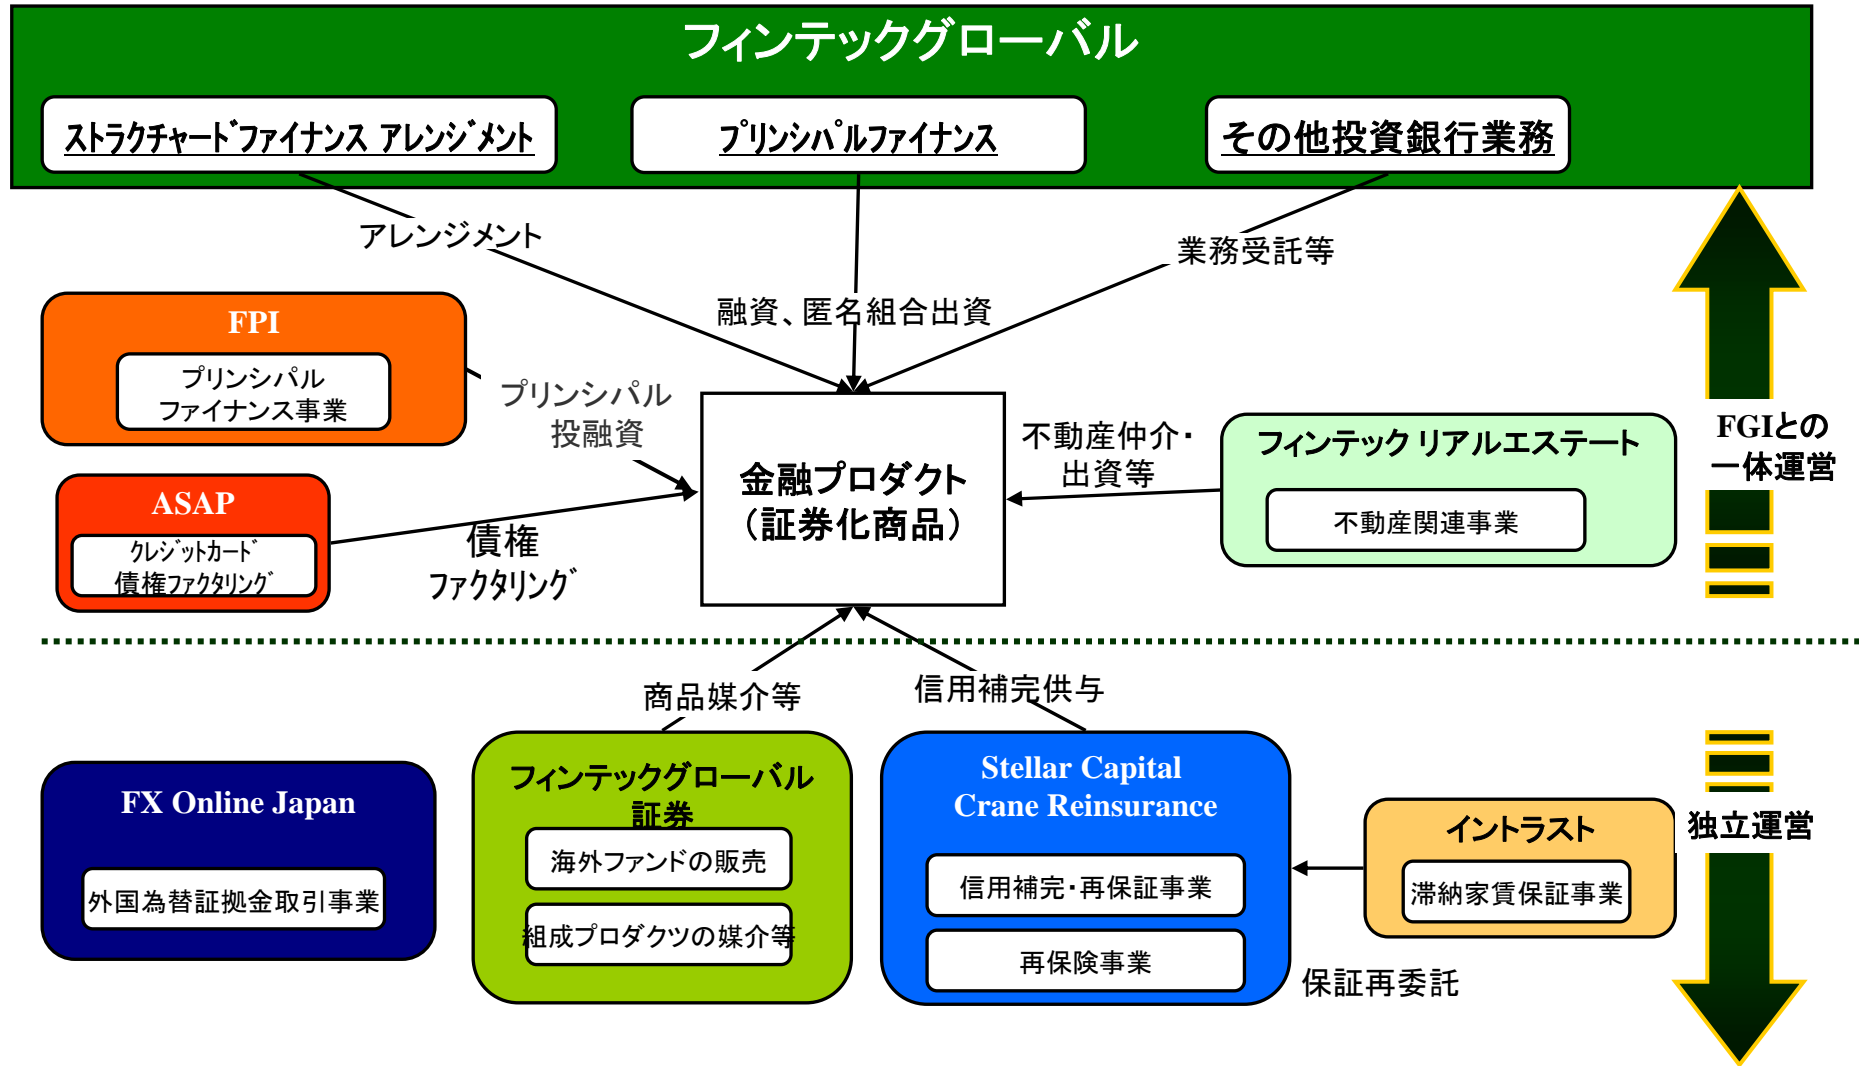 フィンテックグローバル
ストラクチャードファイナンス アレンジメント
プリンシパルファイナンス
その他投資銀行業務
アレンジメント
業務受託等
融資、匿名組合出資
FPI
プリンシパル
ファイナンス事業
プリンシパル
投融資
ASAP
クレジットカード
債権ファクタリング
債権
ファクタリング
金融プロダクト
（証券化商品）
不動産仲介・
出資等
フィンテック リアルエステート
不動産関連事業
FGIとの
一体運営
商品媒介等
信用補完供与
FX Online Japan
外国為替証拠金取引事業
フィンテックグローバル
証券
海外ファンドの販売
組成プロダクツの媒介等
Stellar Capital
Crane Reinsurance
信用補完・再保証事業
再保険事業
イントラスト
滞納家賃保証事業
保証再委託
独立運営